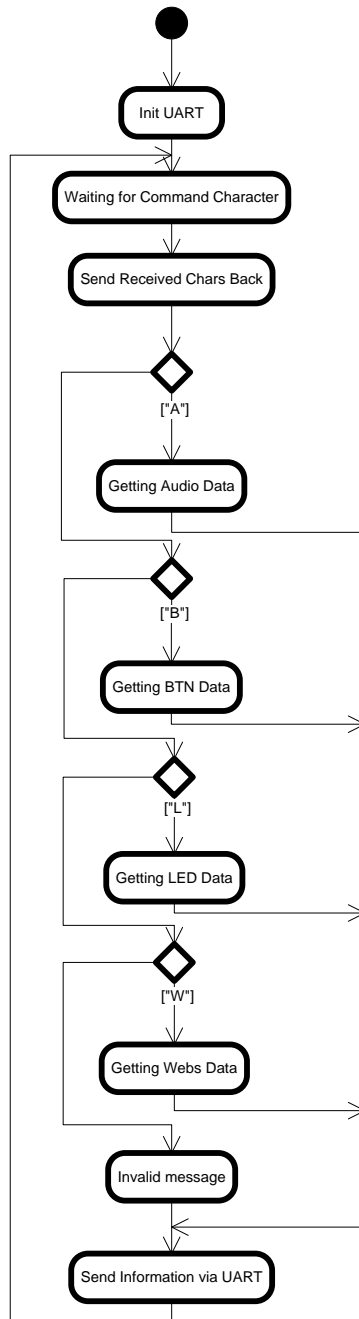 Init UART
Waiting for Command Character
Send Received Chars Back
["A"]
Getting Audio Data
["B"]
Getting BTN Data
["L"]
Getting LED Data
["W"]
Getting Webs Data
Invalid message
Send Information via UART